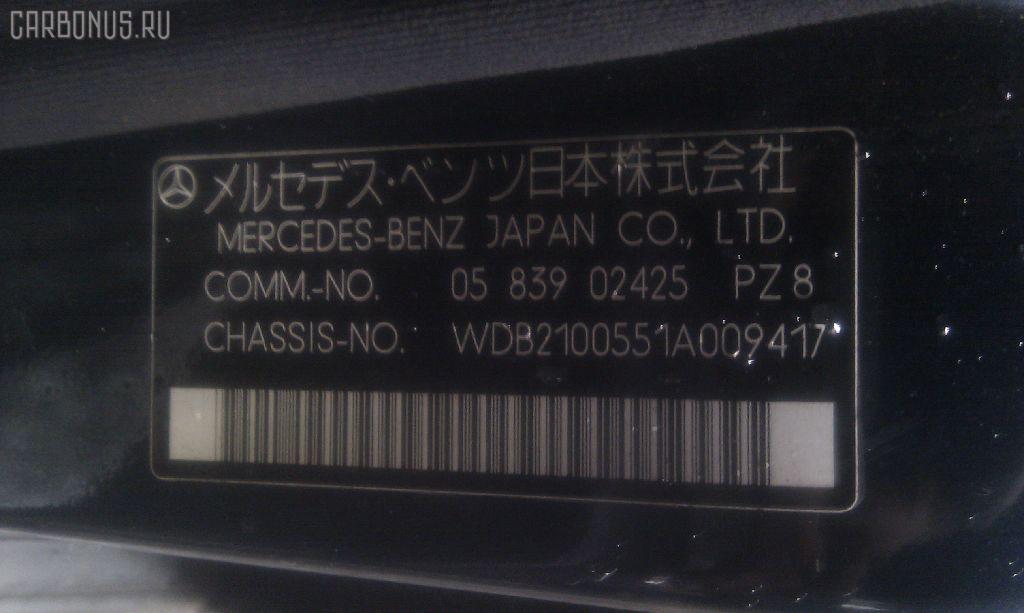 CARBONUS.RU
メルセデス・ベンツ日本株式会社
MERCEDES-BENZ JAPAN CO., LTD.
COMM.-NO. 05 839 02425 PZ 8
CHASSIS-NO. WDB2100551A009417